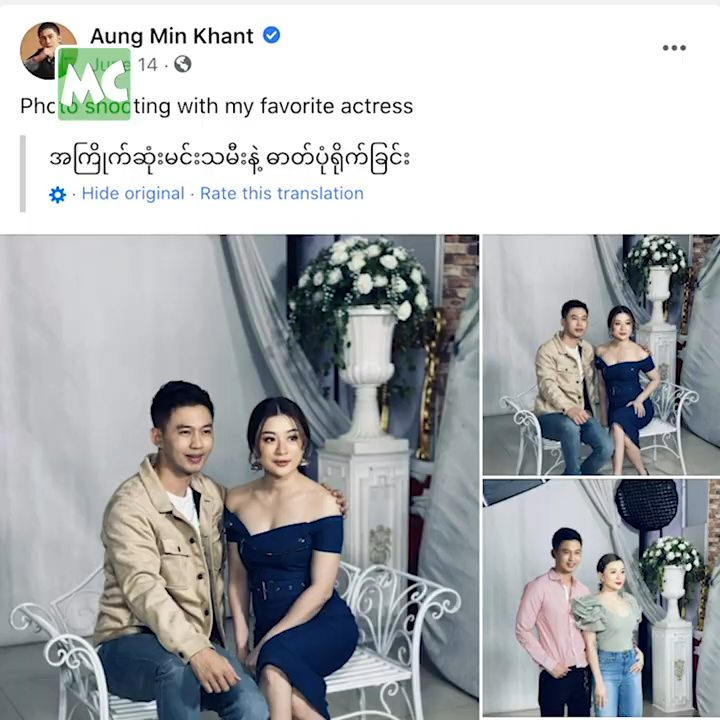 Aung Min Khant
June 14 ·
MC
Photo shooting with my favorite actress
အကြိုက်ဆုံးမင်းသမီးနဲ့ ဓာတ်ပုံရိုက်ခြင်း
· Hide original · Rate this translation